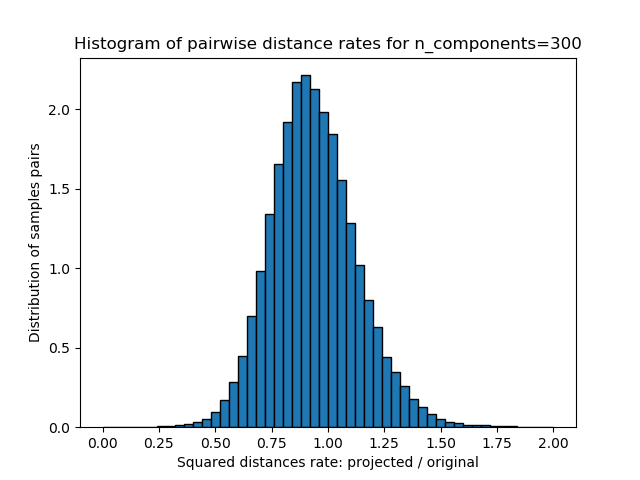 Histogram of pairwise distance rates for n_components=300
Distribution of samples pairs
2.0
1.5
1.0
0.5
0.0
0.00 0.25 0.50 0.75 1.00 1.25 1.50 1.75 2.00
Squared distances rate: projected / original